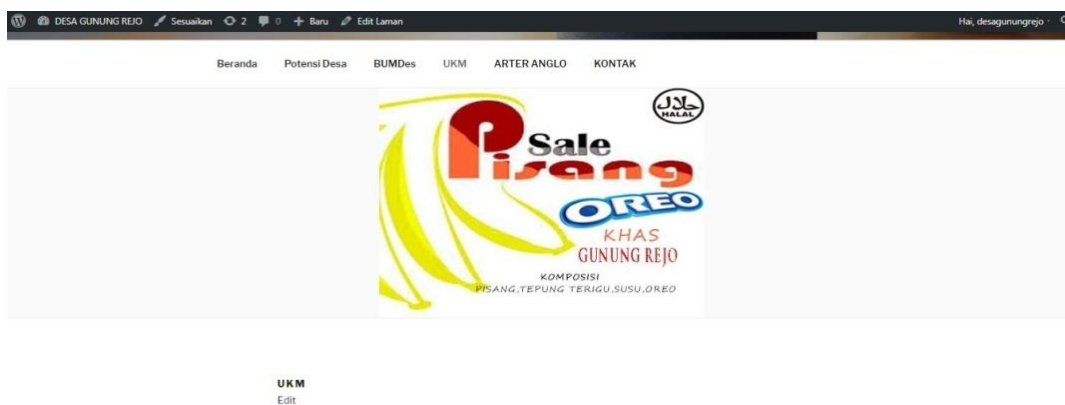 DESA GUNUNG REJO Sesuaikan 2 0 + Baru Edit Laman Hai, desagunungrejo
Beranda Potensi Desa BUMDes UKM ARTER ANGLO KONTAK
حلال
HALAL
Sale
Pisang
OREO
KHAS
GUNUNG REJO
KOMPOSISI
PISANG,TEPUNG TERIGU,SUSU,OREO
UKM
Edit